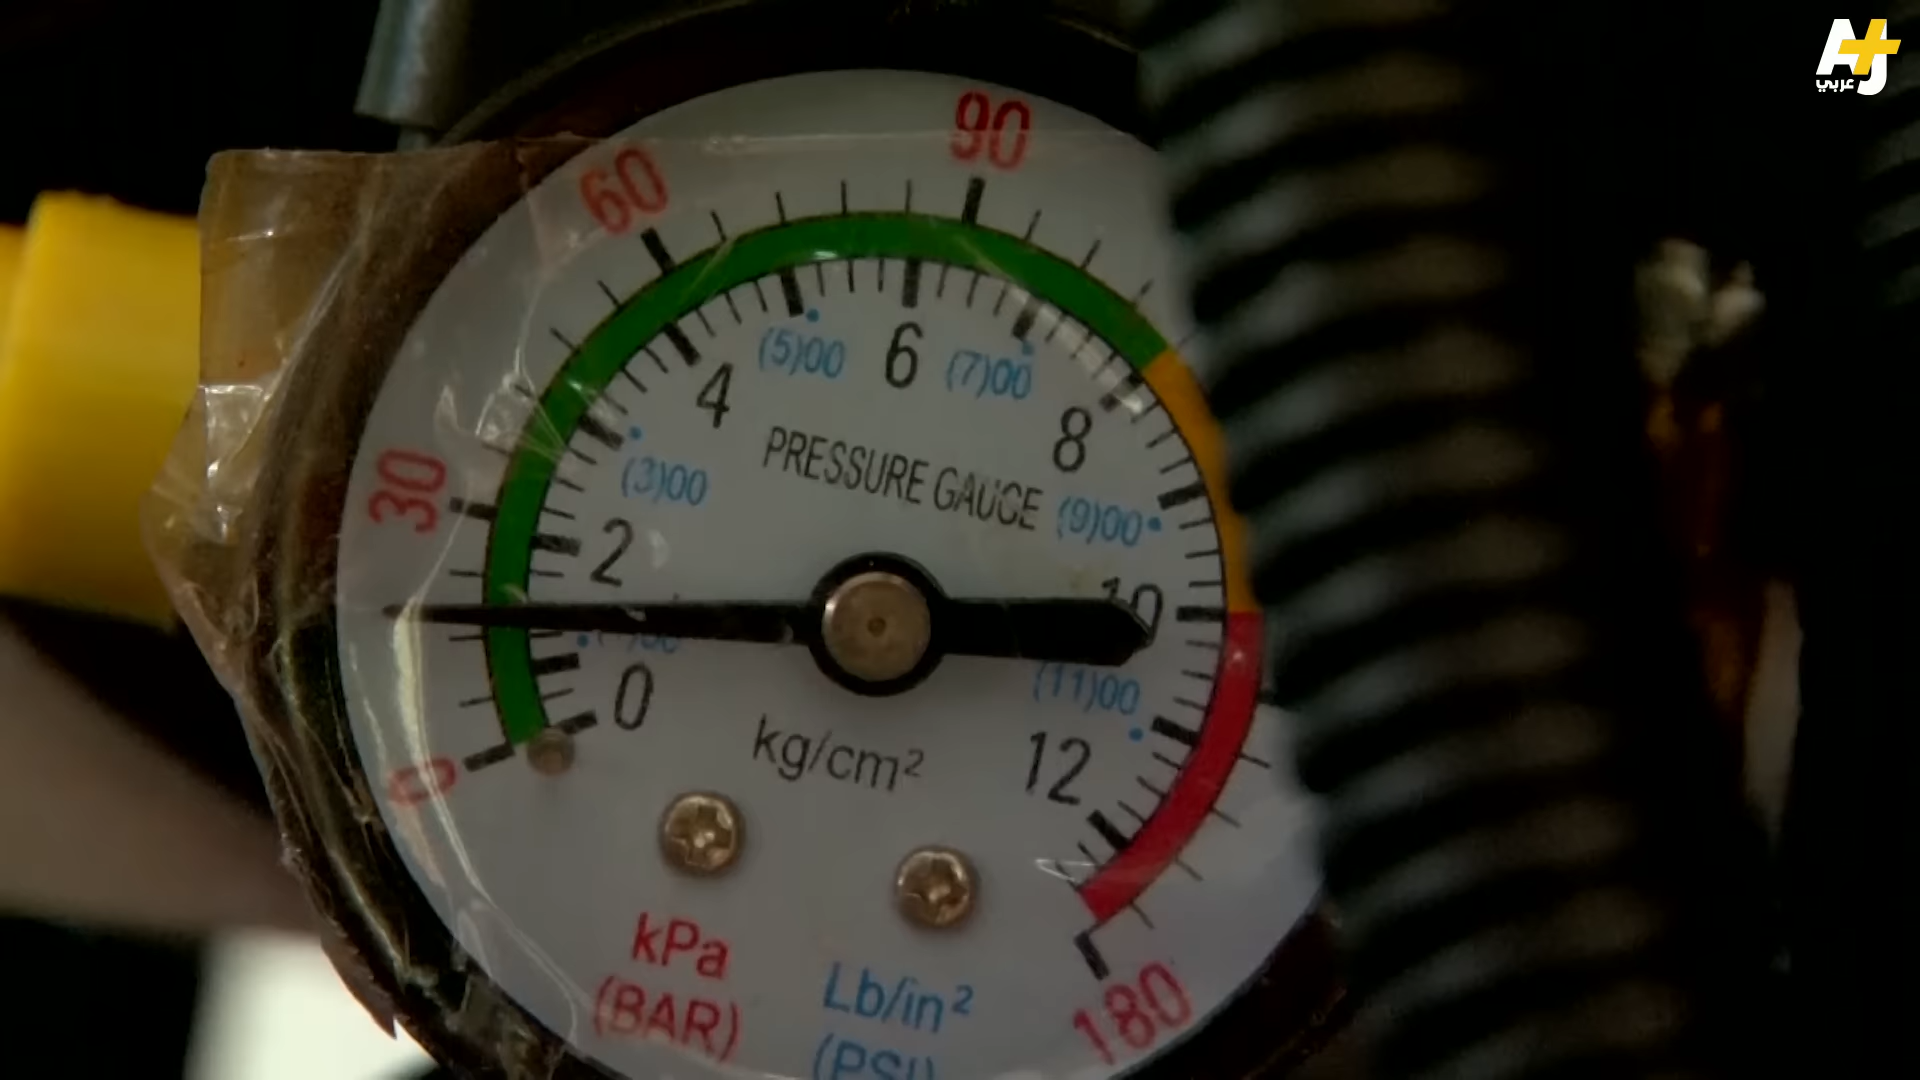 AJ+
عربي
90
60
30
0
180
(5)00
6
(7)00
4
8
(3)00
PRESSURE GAUGE
(9)00
2
10
0
(11)00
12
kg/cm²
kPa
(BAR)
Lb/in²
(PSI)